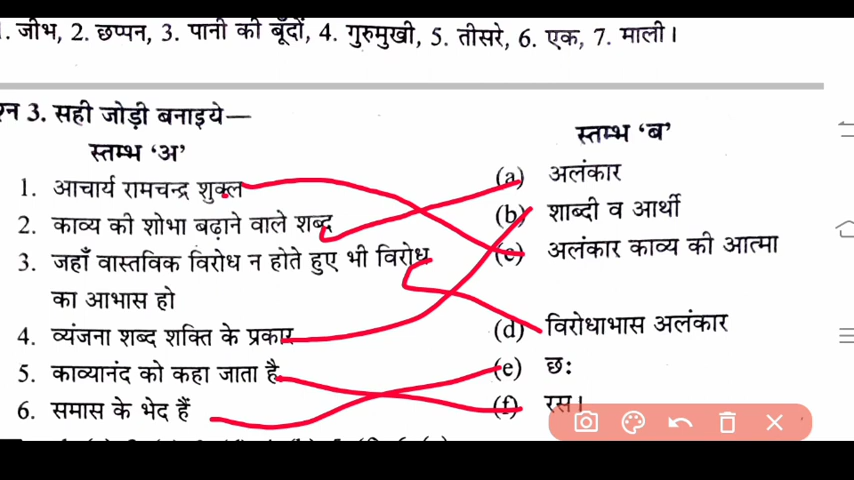 1. जीभ, 2. छप्पन, 3. पानी की बूँदों, 4. गुरुमुखी, 5. तीसरे, 6. एक, 7. माली।
3. सही जोड़ी बनाइये—
स्तम्भ ‘अ’
स्तम्भ ‘ब’
1. आचार्य रामचन्द्र शुक्ल
(a) अलंकार
2. काव्य की शोभा बढ़ाने वाले शब्द
(b) शाब्दी व आर्थी
3. जहाँ वास्तविक विरोध न होते हुए भी विरोध
(c) अलंकार काव्य की आत्मा
का आभास हो
4. व्यंजना शब्द शक्ति के प्रकार
(d) विरोधाभास अलंकार
5. काव्यानंद को कहा जाता है
(e) छः
6. समास के भेद हैं
(f) रस।